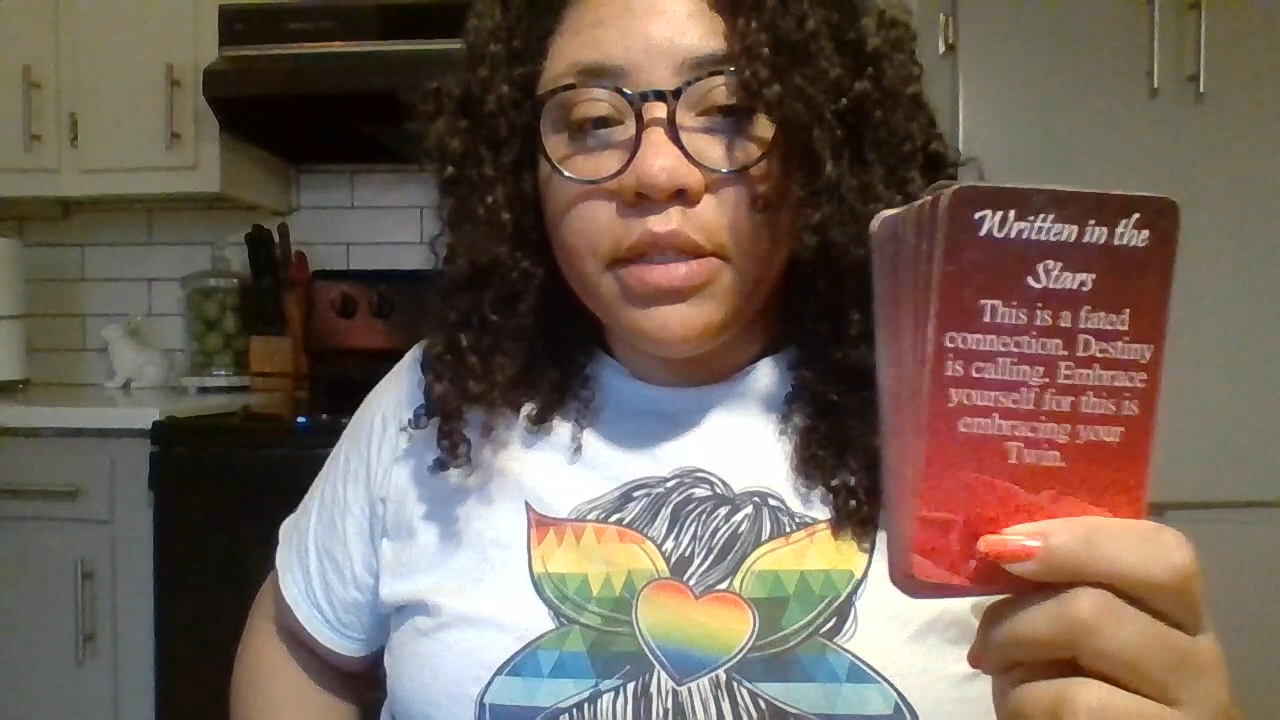 Written in the
Stars
This is a fated
connection. Destiny
is calling. Embrace
yourself for this is
embracing your
Twin.